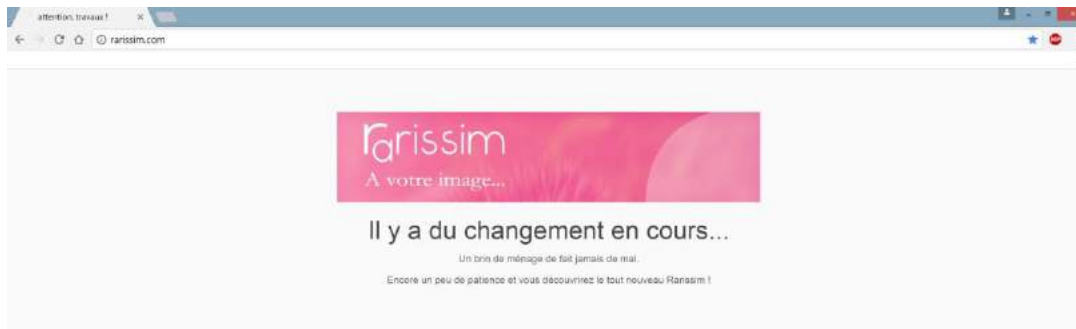 attention, travaux !
rarissim.com
rarissim
A votre image...
Il y a du changement en cours...
Un brin de ménage de fait jamais de mal.
Encore un peu de patience et vous découvrirez le tout nouveau Rarissim !